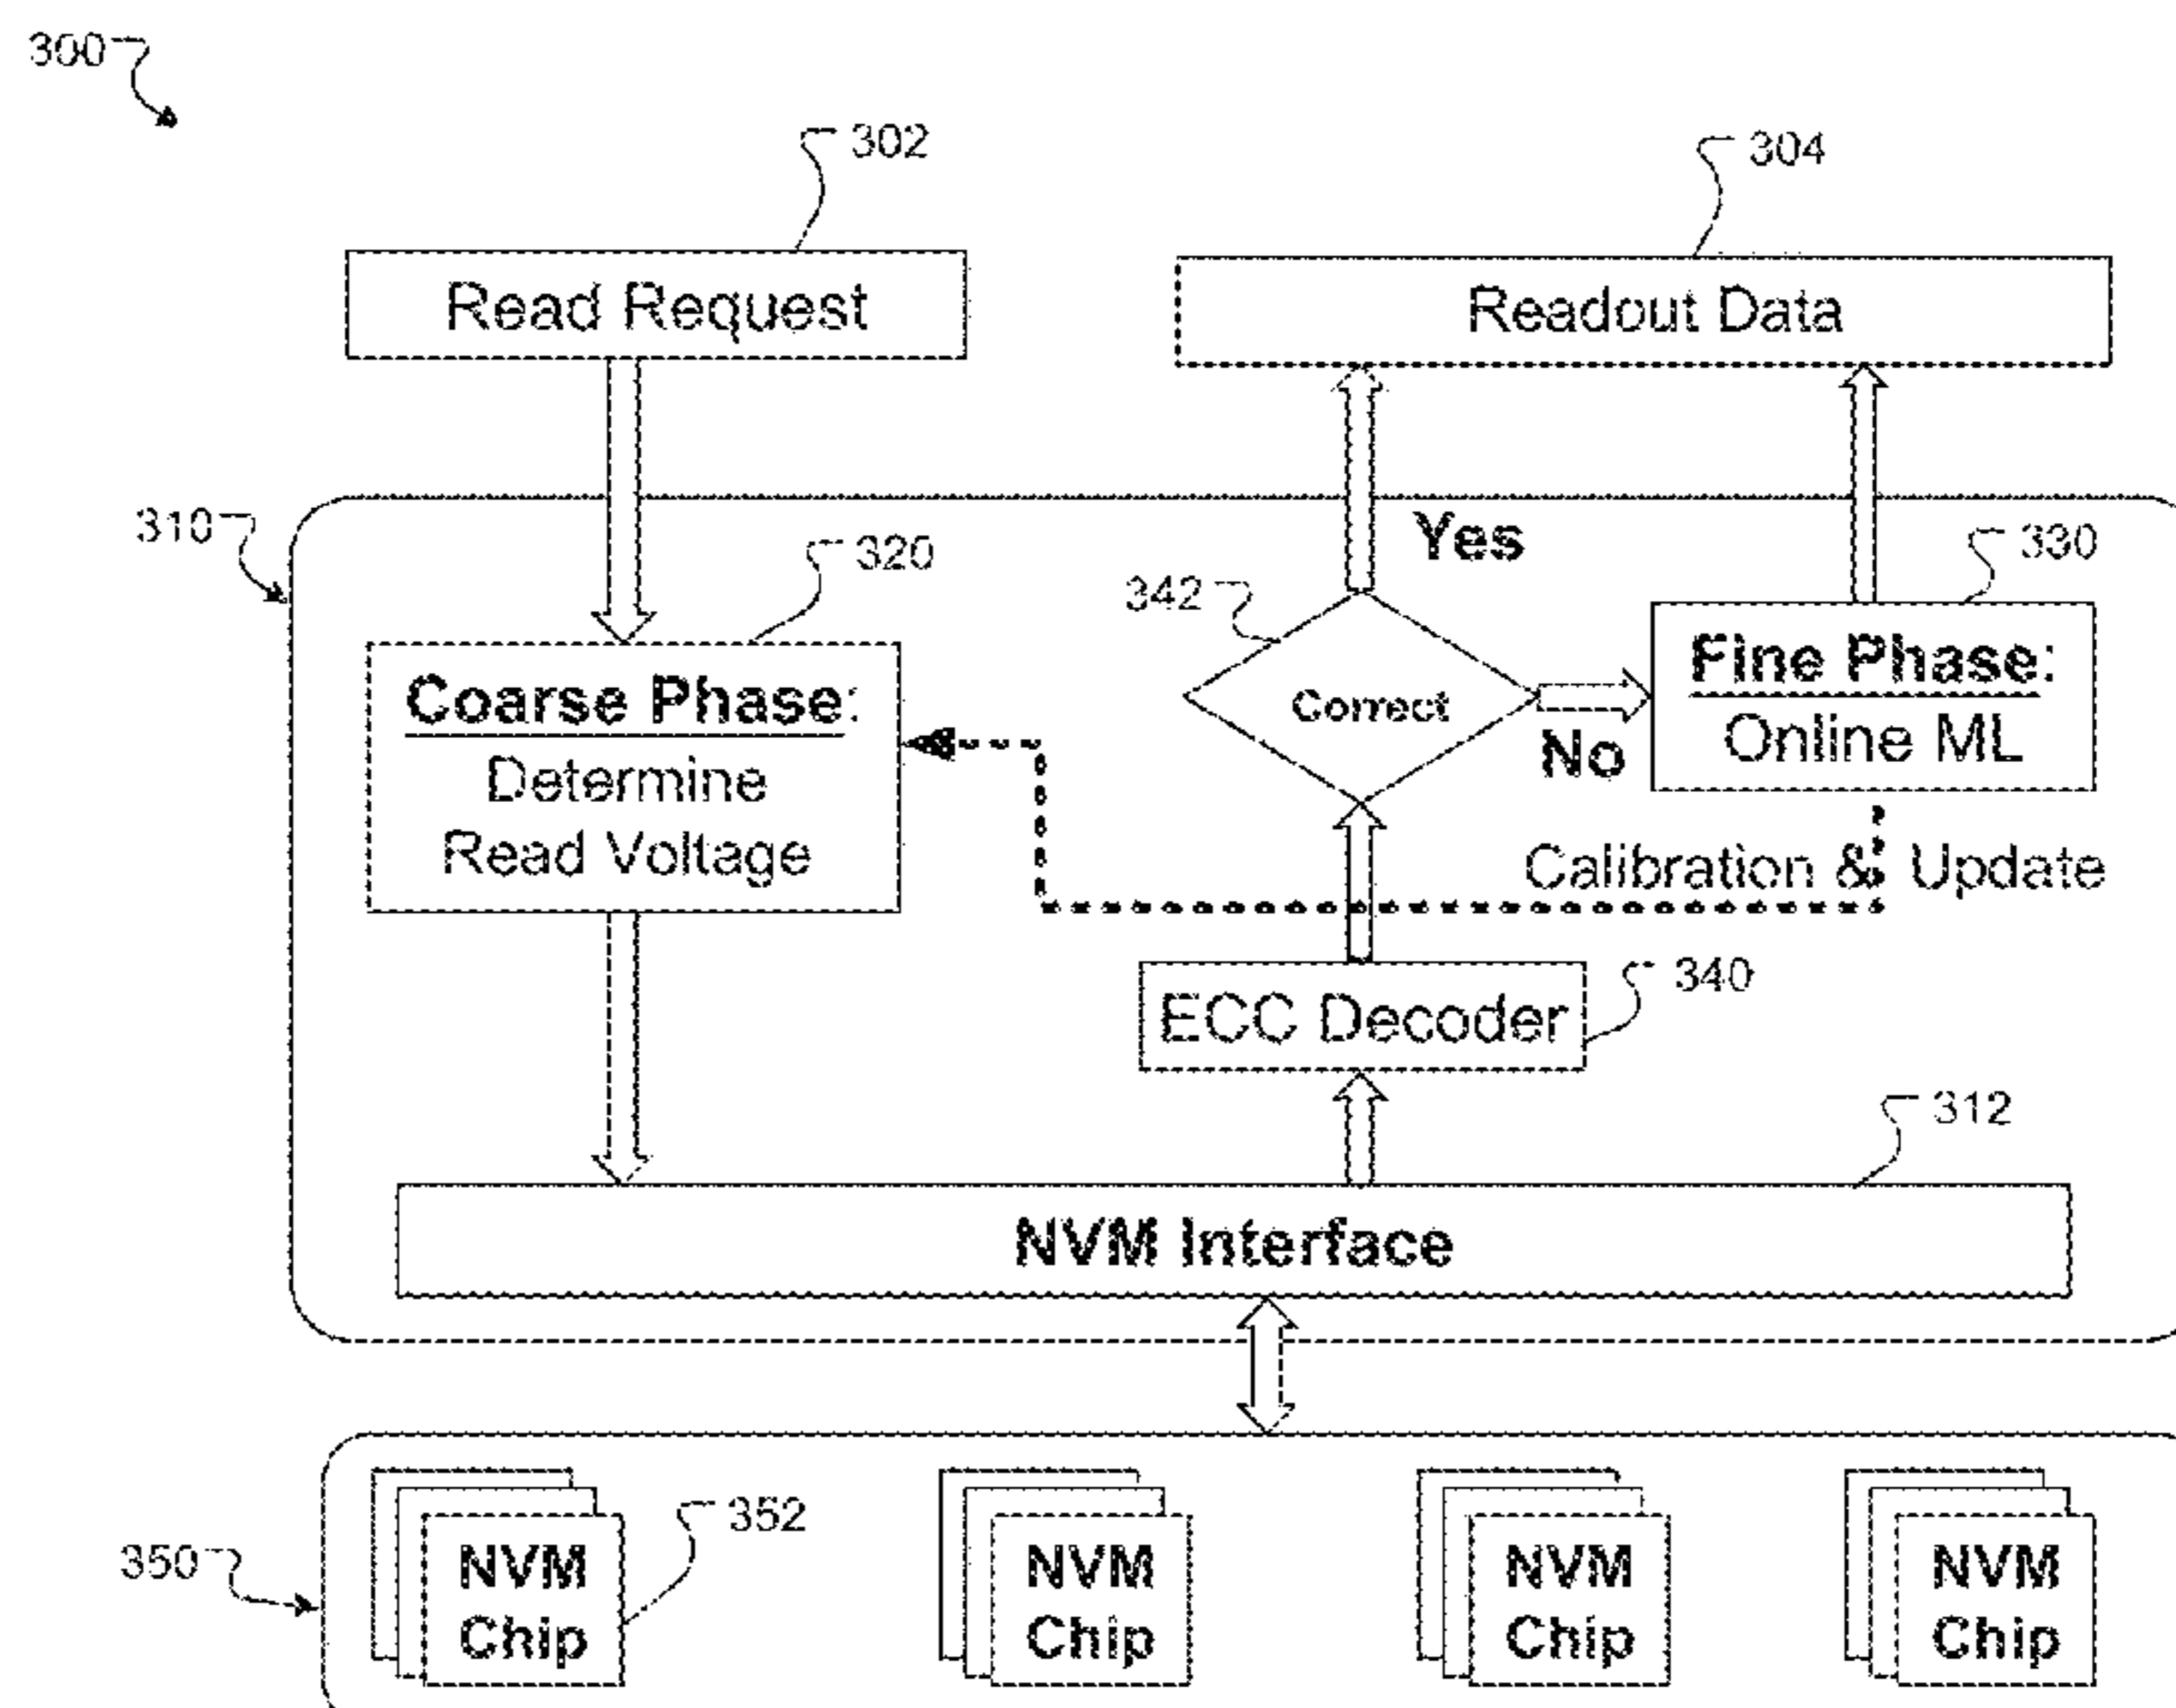 300
302
304
Read Request
Readout Data
310
320
Yes
342
330
Coarse Phase:
Determine
Read Voltage
Correct
No
Fine Phase:
Online ML
Calibration & Update
340
ECC Decoder
312
NVM Interface
350
352
NVM
Chip
NVM
Chip
NVM
Chip
NVM
Chip